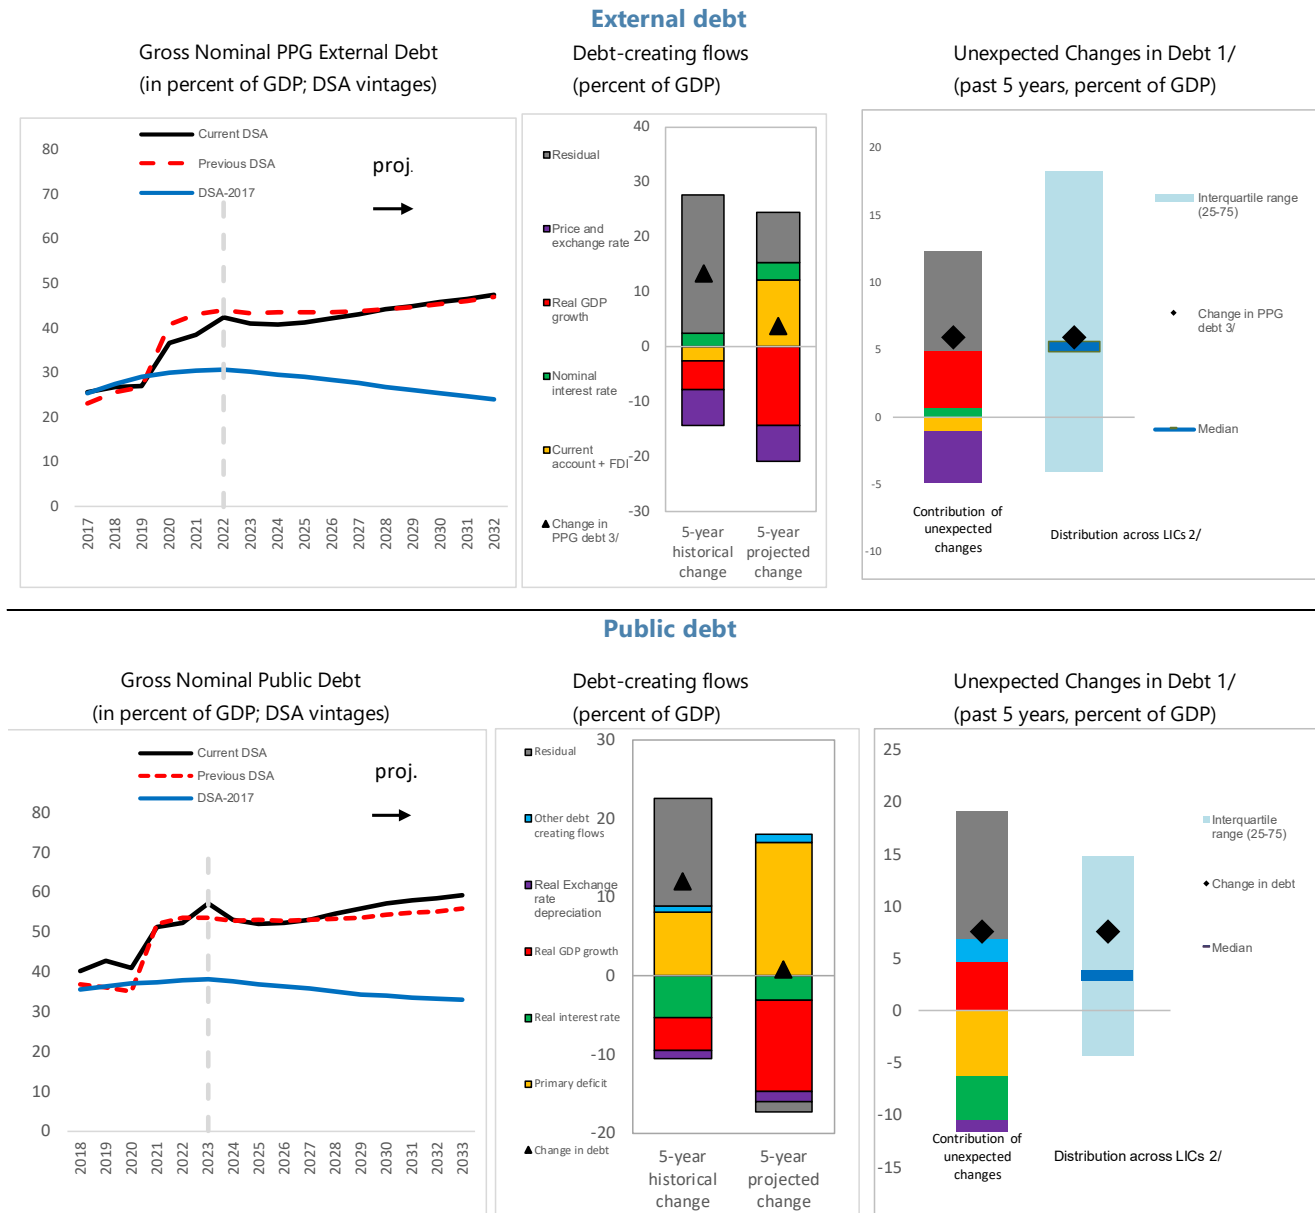 External debt
Gross Nominal PPG External Debt
(in percent of GDP; DSA vintages)
Current DSA
Previous DSA
DSA-2017
proj.
80
70
60
50
40
30
20
10
0
2017
2018
2019
2020
2021
2022
2023
2024
2025
2026
2027
2028
2029
2030
2031
2032
Debt-creating flows
(percent of GDP)
Residual
Price and
exchange rate
Real GDP
growth
Nominal
interest rate
Current
account + FDI
Change in
PPG debt 3/
40
30
20
10
0
-10
-20
-30
5-year
historical
change
5-year
projected
change
Unexpected Changes in Debt 1/
(past 5 years, percent of GDP)
20
15
10
5
0
-5
-10
Interquartile range
(25-75)
Change in PPG
debt 3/
Median
Contribution of
unexpected
changes
Distribution across LICs 2/
Public debt
Gross Nominal Public Debt
(in percent of GDP; DSA vintages)
Current DSA
Previous DSA
DSA-2017
proj.
80
70
60
50
40
30
20
10
0
2018
2019
2020
2021
2022
2023
2024
2025
2026
2027
2028
2029
2030
2031
2032
2033
Debt-creating flows
(percent of GDP)
Residual
Other debt
creating flows
Real Exchange
rate
depreciation
Real GDP growth
Real interest rate
Primary deficit
Change in debt
30
20
10
0
-10
-20
5-year
historical
change
5-year
projected
change
Unexpected Changes in Debt 1/
(past 5 years, percent of GDP)
25
20
15
10
5
0
-5
-10
-15
Interquartile
range (25-75)
Change in debt
Median
Contribution of
unexpected
changes
Distribution across LICs 2/